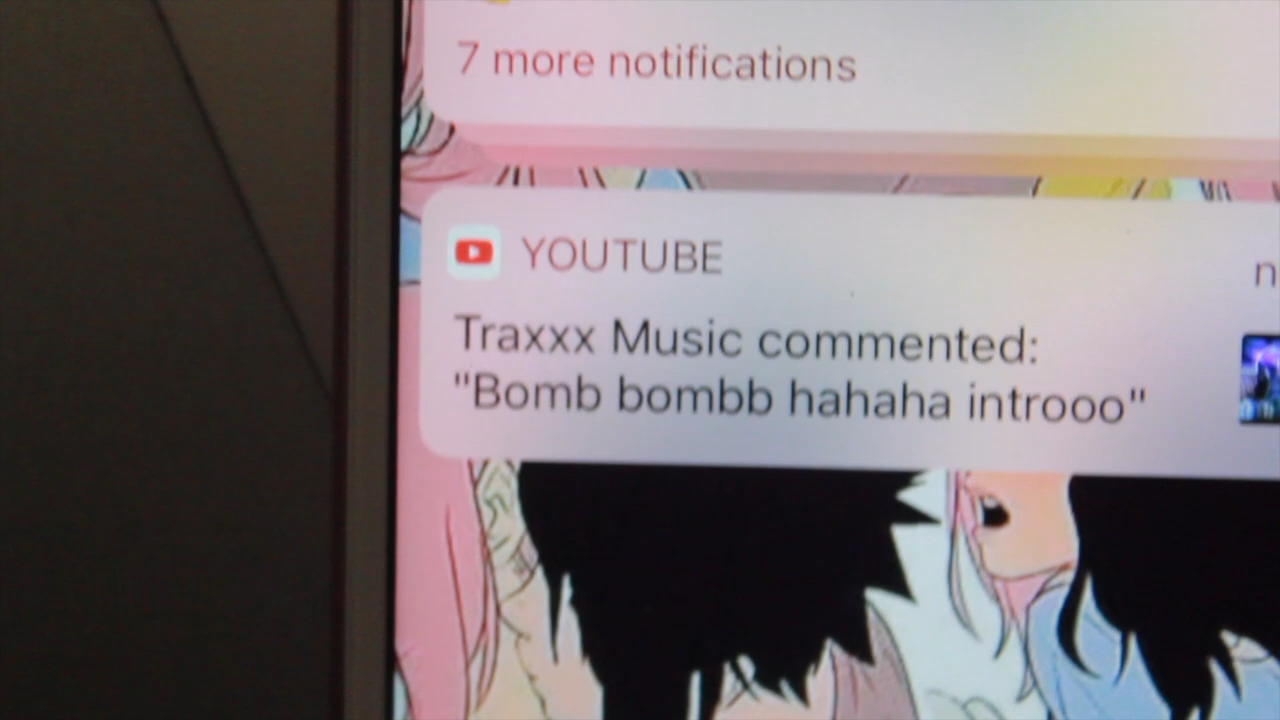 7 more notifications
YOUTUBE
n
Traxxx Music commented:
"Bomb bombb hahaha introoo"